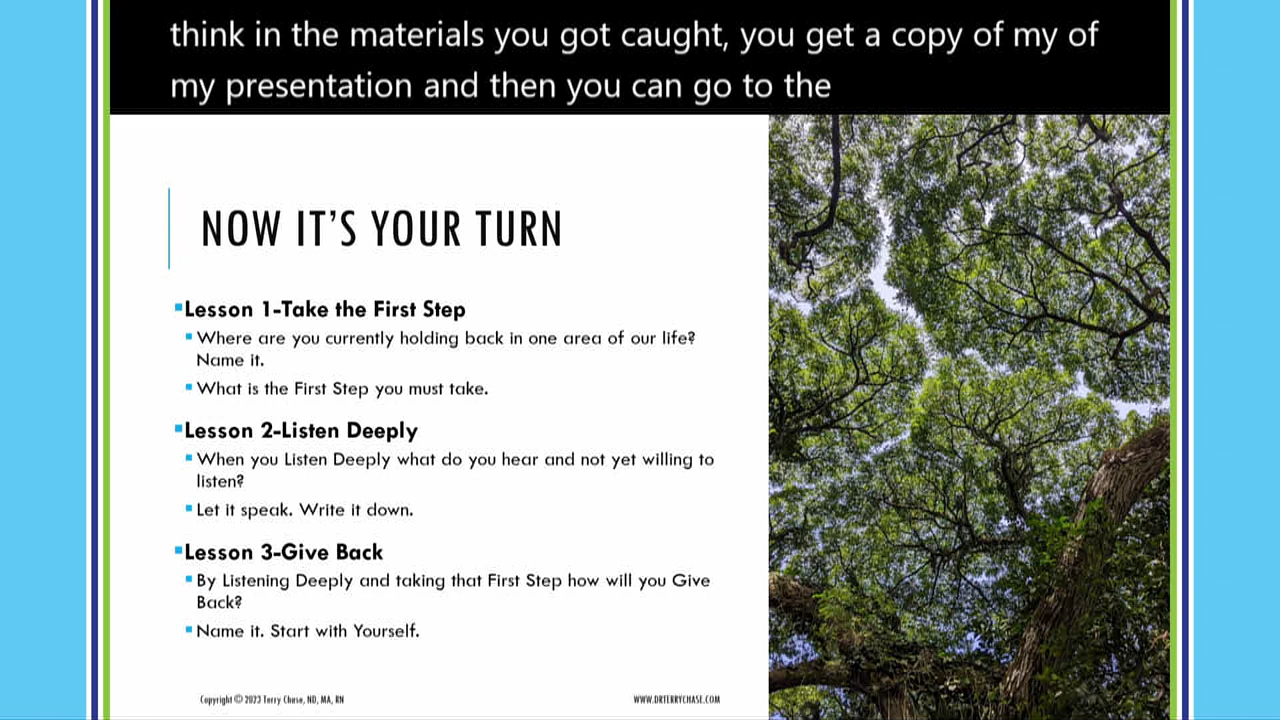 think in the materials you got caught, you get a copy of my of
my presentation and then you can go to the
NOW IT'S YOUR TURN
Lesson 1-Take the First Step
Where are you currently holding back in one area of our life?
Name it.
What is the First Step you must take.
Lesson 2-Listen Deeply
When you Listen Deeply what do you hear and not yet willing to
listen?
Let it speak. Write it down.
Lesson 3-Give Back
By Listening Deeply and taking that First Step how will you Give
Back?
Name it. Start with Yourself.
Copyright © 2023 Terry Chase, ND, MA, RN
WWW.DRTERRYCHASE.COM